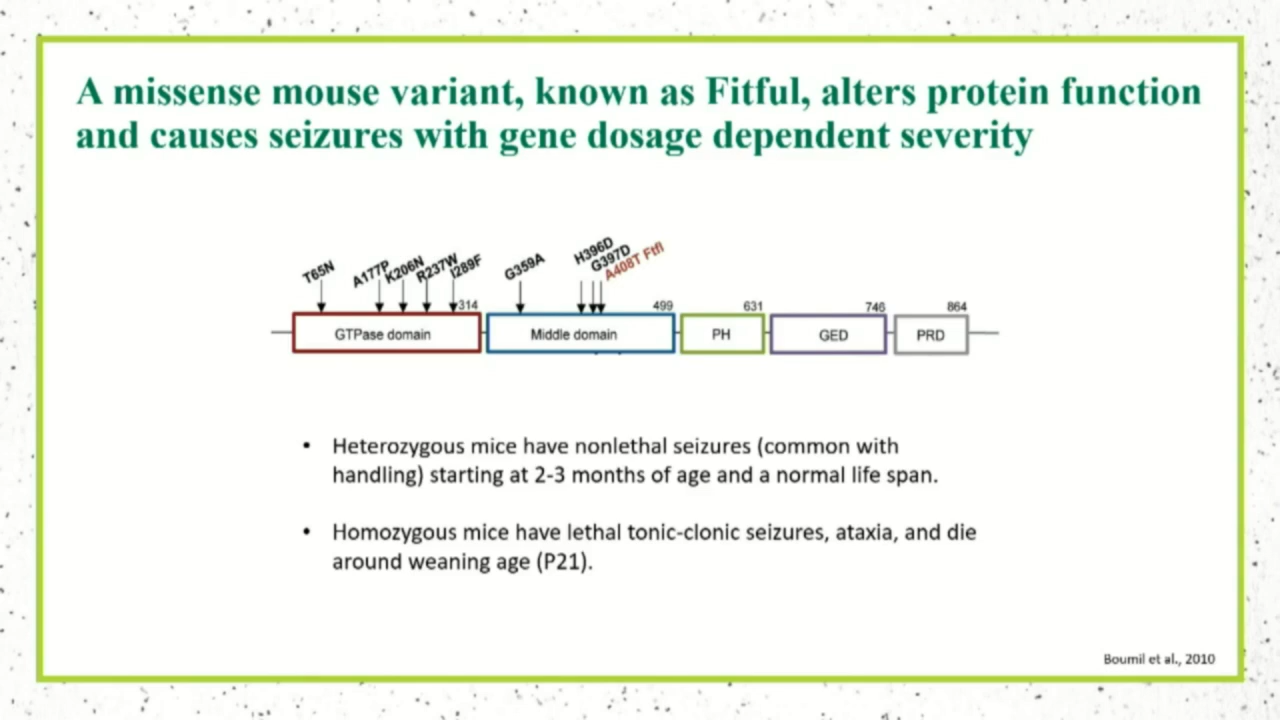 A missense mouse variant, known as Fitful, alters protein function
and causes seizures with gene dosage dependent severity
T65N
A177P
K206N
R237W
I289F
G359A
H396D
G397D
A408T Ftfl
314
499
631
746
864
GTPase domain
Middle domain
PH
GED
PRD
• Heterozygous mice have nonlethal seizures (common with
handling) starting at 2-3 months of age and a normal life span.
• Homozygous mice have lethal tonic-clonic seizures, ataxia, and die
around weaning age (P21).
Boumil et al., 2010